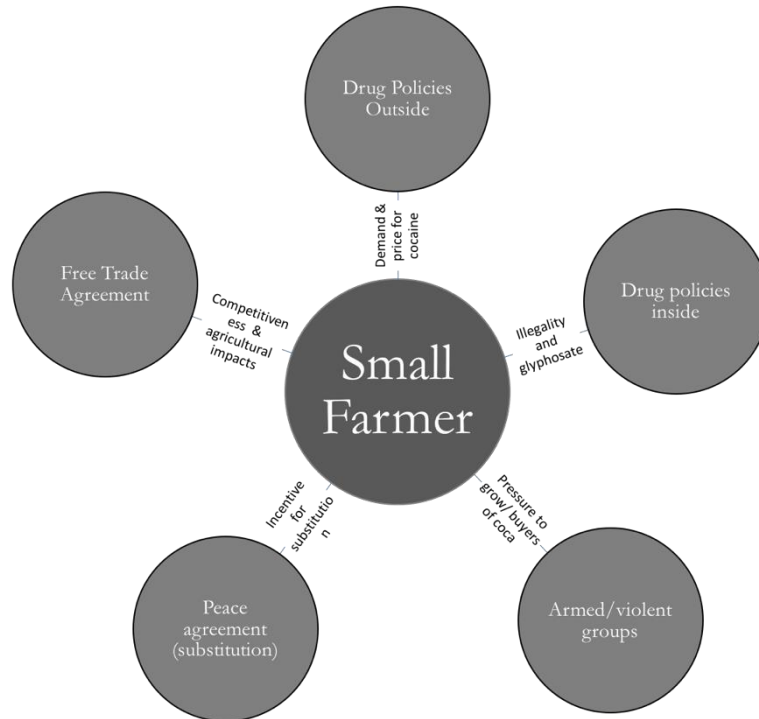 Drug Policies
Outside
Demand &
price for
cocaine
Free Trade
Agreement
Competitiven
ess &
agricultural
impacts
Drug policies
inside
Illegality
and
glyphosate
Small
Farmer
Incentive
for
substitutio
n
Pressure to
grow/ buyers
of coca
Peace
agreement
(substitution)
Armed/violent
groups